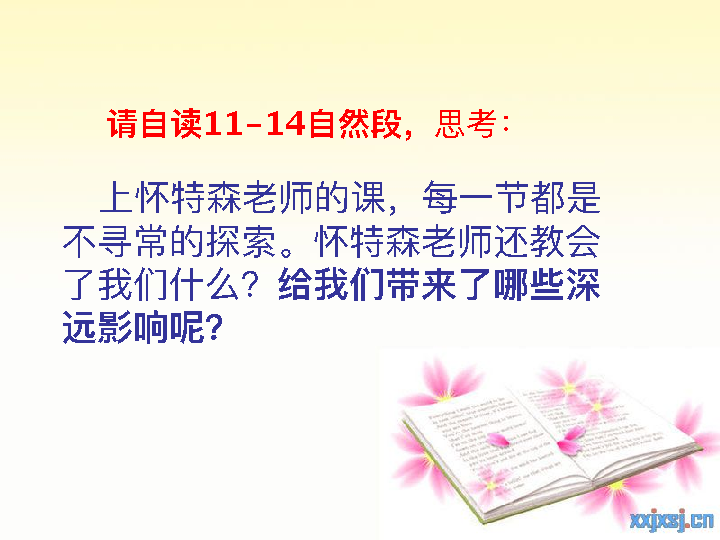 请自读11-14自然段，思考：
上怀特森老师的课，每一节都是
不寻常的探索。怀特森老师还教会
了我们什么？给我们带来了哪些深
远影响呢？
xxjxsj.cn